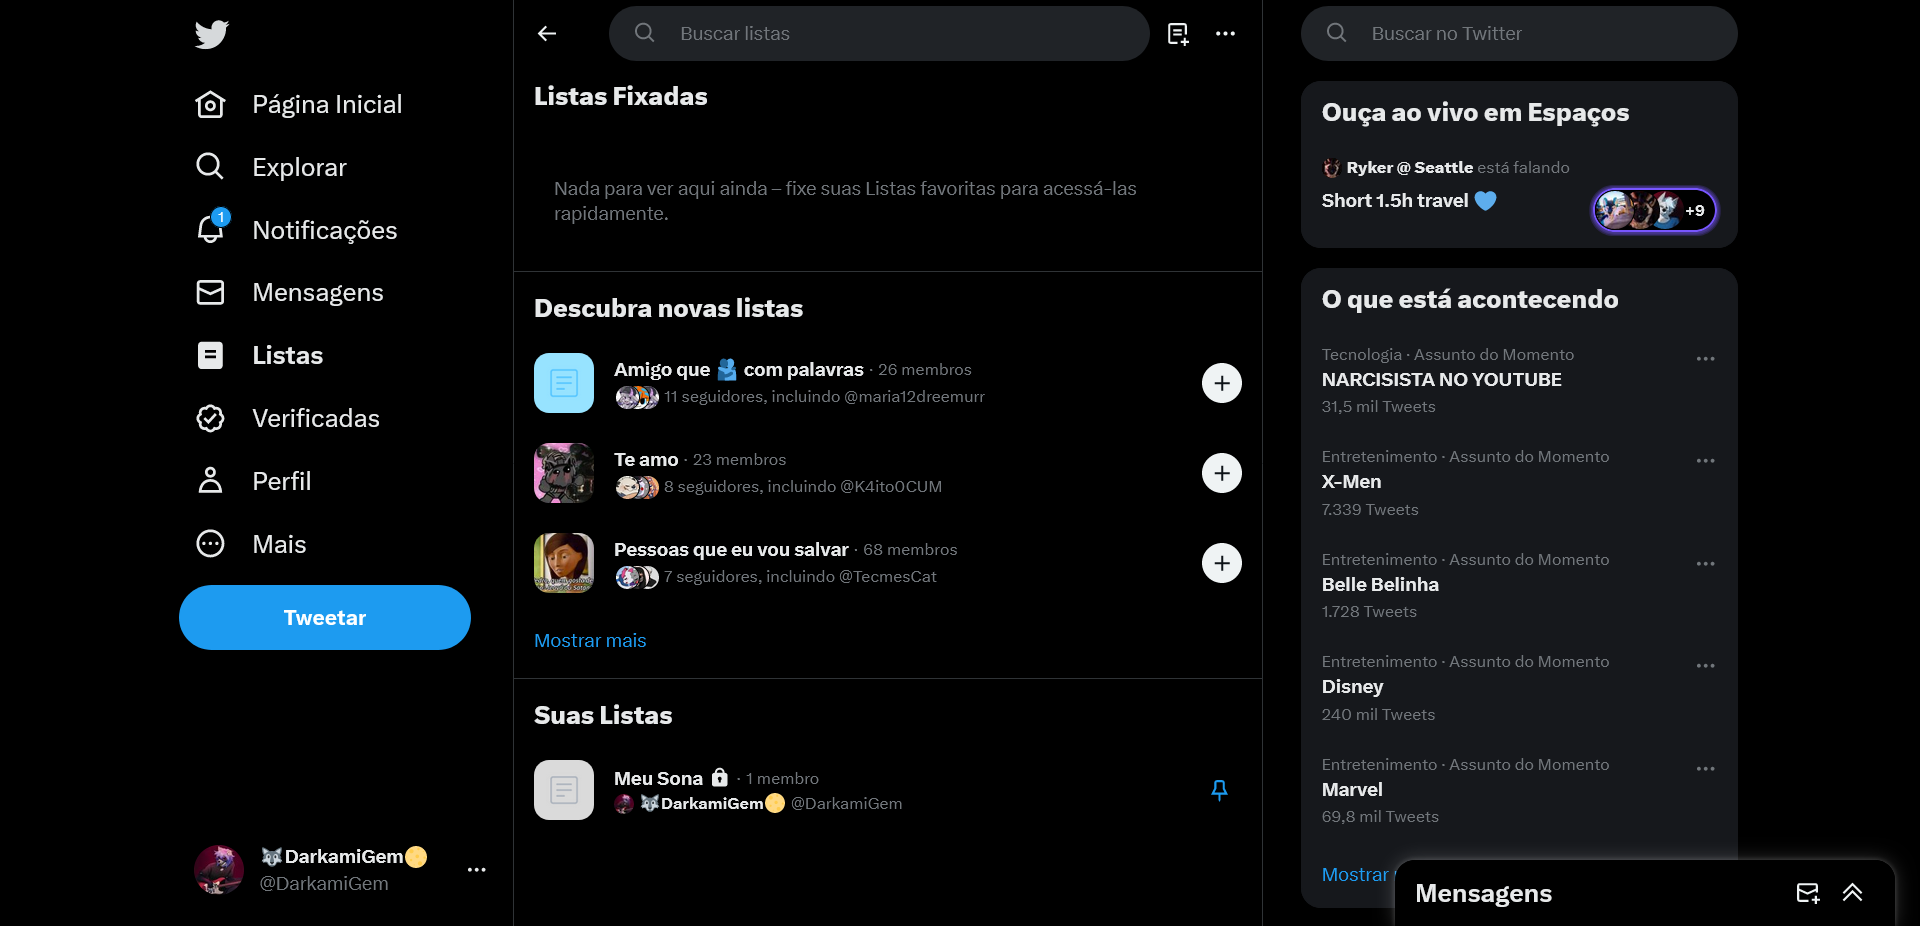 Página Inicial
Explorar
1
Notificações
Mensagens
Listas
Verificadas
Perfil
Mais
Tweetar
🐺DarkamiGem🌕
@DarkamiGem
Buscar listas
Listas Fixadas
Nada para ver aqui ainda – fixe suas Listas favoritas para acessá-las
rapidamente.
Descubra novas listas
Amigo que 🫂 com palavras · 26 membros
11 seguidores, incluindo @maria12dreemurr
Te amo · 23 membros
8 seguidores, incluindo @K4ito0CUM
Pessoas que eu vou salvar · 68 membros
7 seguidores, incluindo @TecmesCat
Mostrar mais
Suas Listas
Meu Sona 🔒 · 1 membro
🐺DarkamiGem🌕 @DarkamiGem
Buscar no Twitter
Ouça ao vivo em Espaços
Ryker @ Seattle está falando
Short 1.5h travel 💙
+9
O que está acontecendo
Tecnologia · Assunto do Momento
NARCISISTA NO YOUTUBE
31,5 mil Tweets
Entretenimento · Assunto do Momento
X-Men
7.339 Tweets
Entretenimento · Assunto do Momento
Belle Belinha
1.728 Tweets
Entretenimento · Assunto do Momento
Disney
240 mil Tweets
Entretenimento · Assunto do Momento
Marvel
69,8 mil Tweets
Mostrar
Mensagens